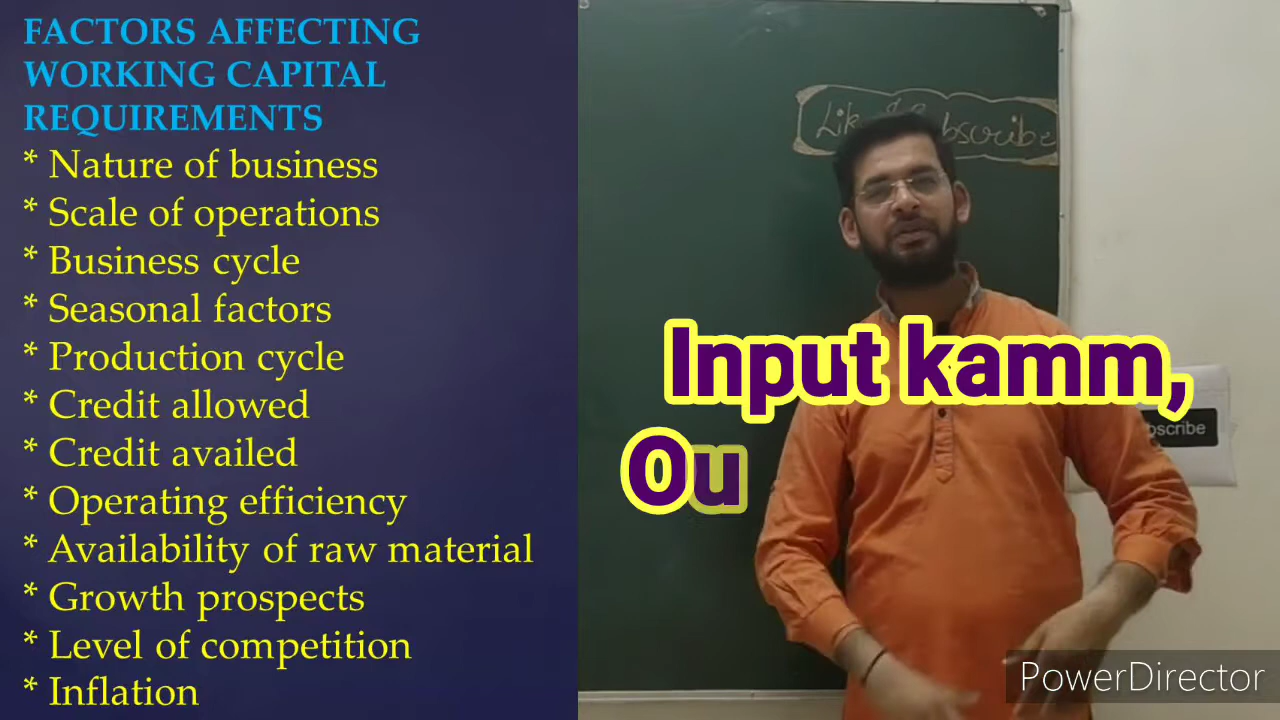 FACTORS AFFECTING
WORKING CAPITAL
REQUIREMENTS
* Nature of business
* Scale of operations
* Business cycle
* Seasonal factors
* Production cycle
* Credit allowed
* Credit availed
* Operating efficiency
* Availability of raw material
* Growth prospects
* Level of competition
* Inflation
Input kamm,
Ou
PowerDirector